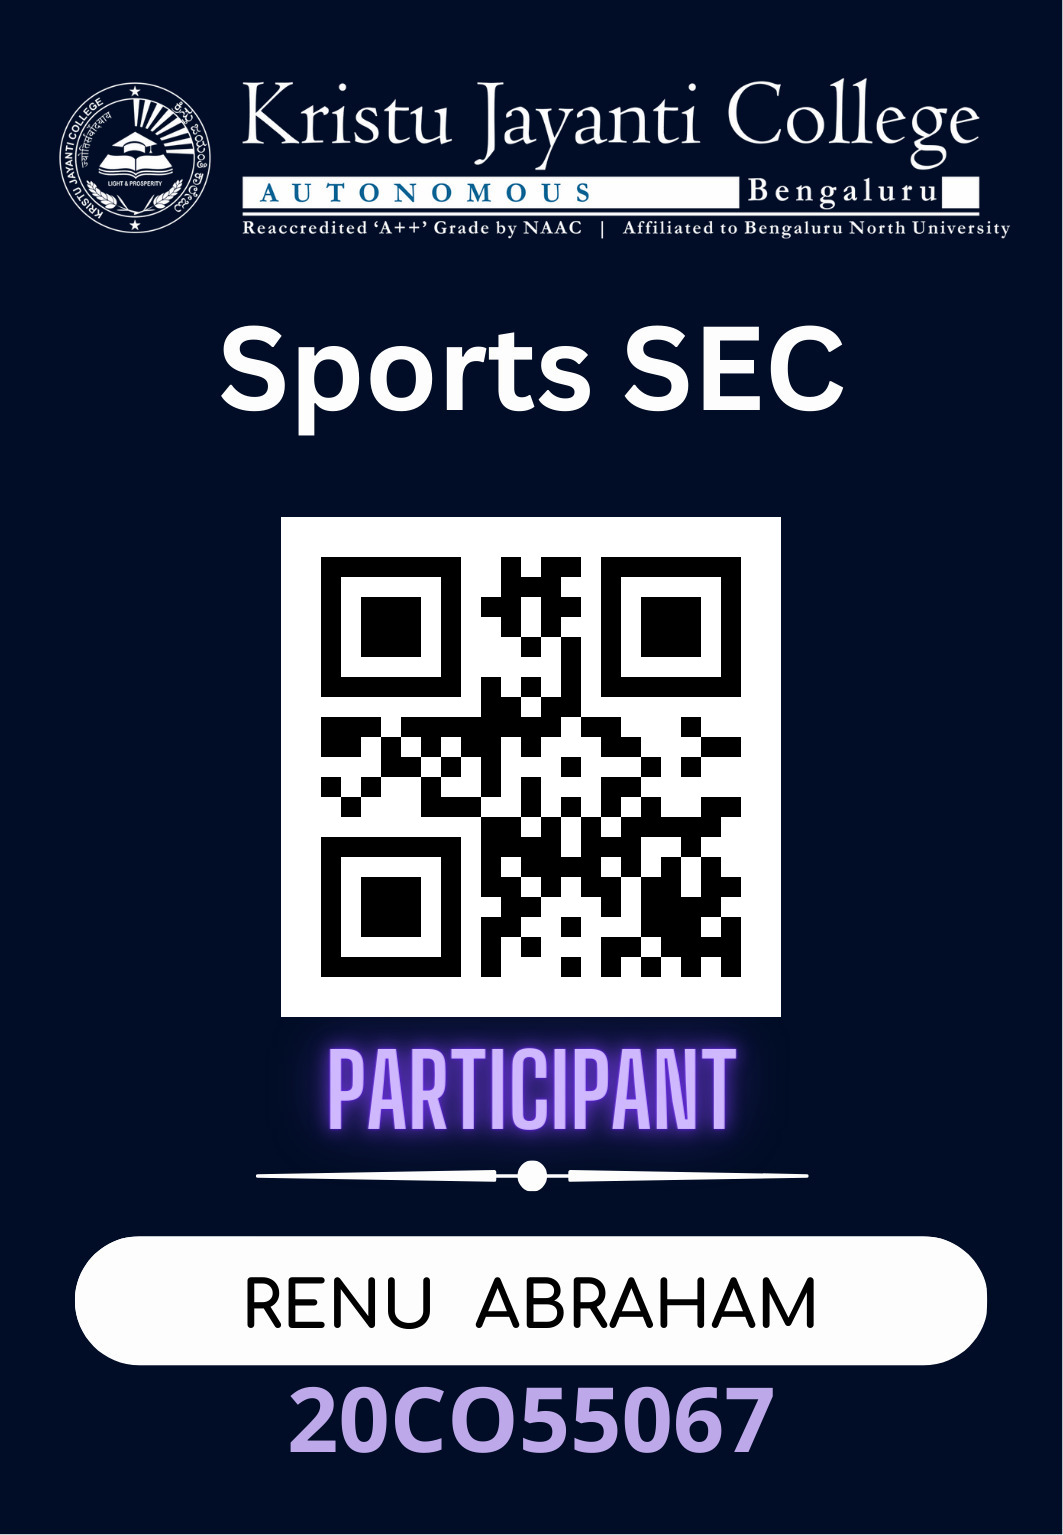 Kristu Jayanti College
AUTONOMOUS Bengaluru
Reaccredited ‘A++’ Grade by NAAC | Affiliated to Bengaluru North University
KRISTU JAYANTI COLLEGE
LIGHT & PROSPERITY
Sports SEC
PARTICIPANT
RENU ABRAHAM
20CO55067